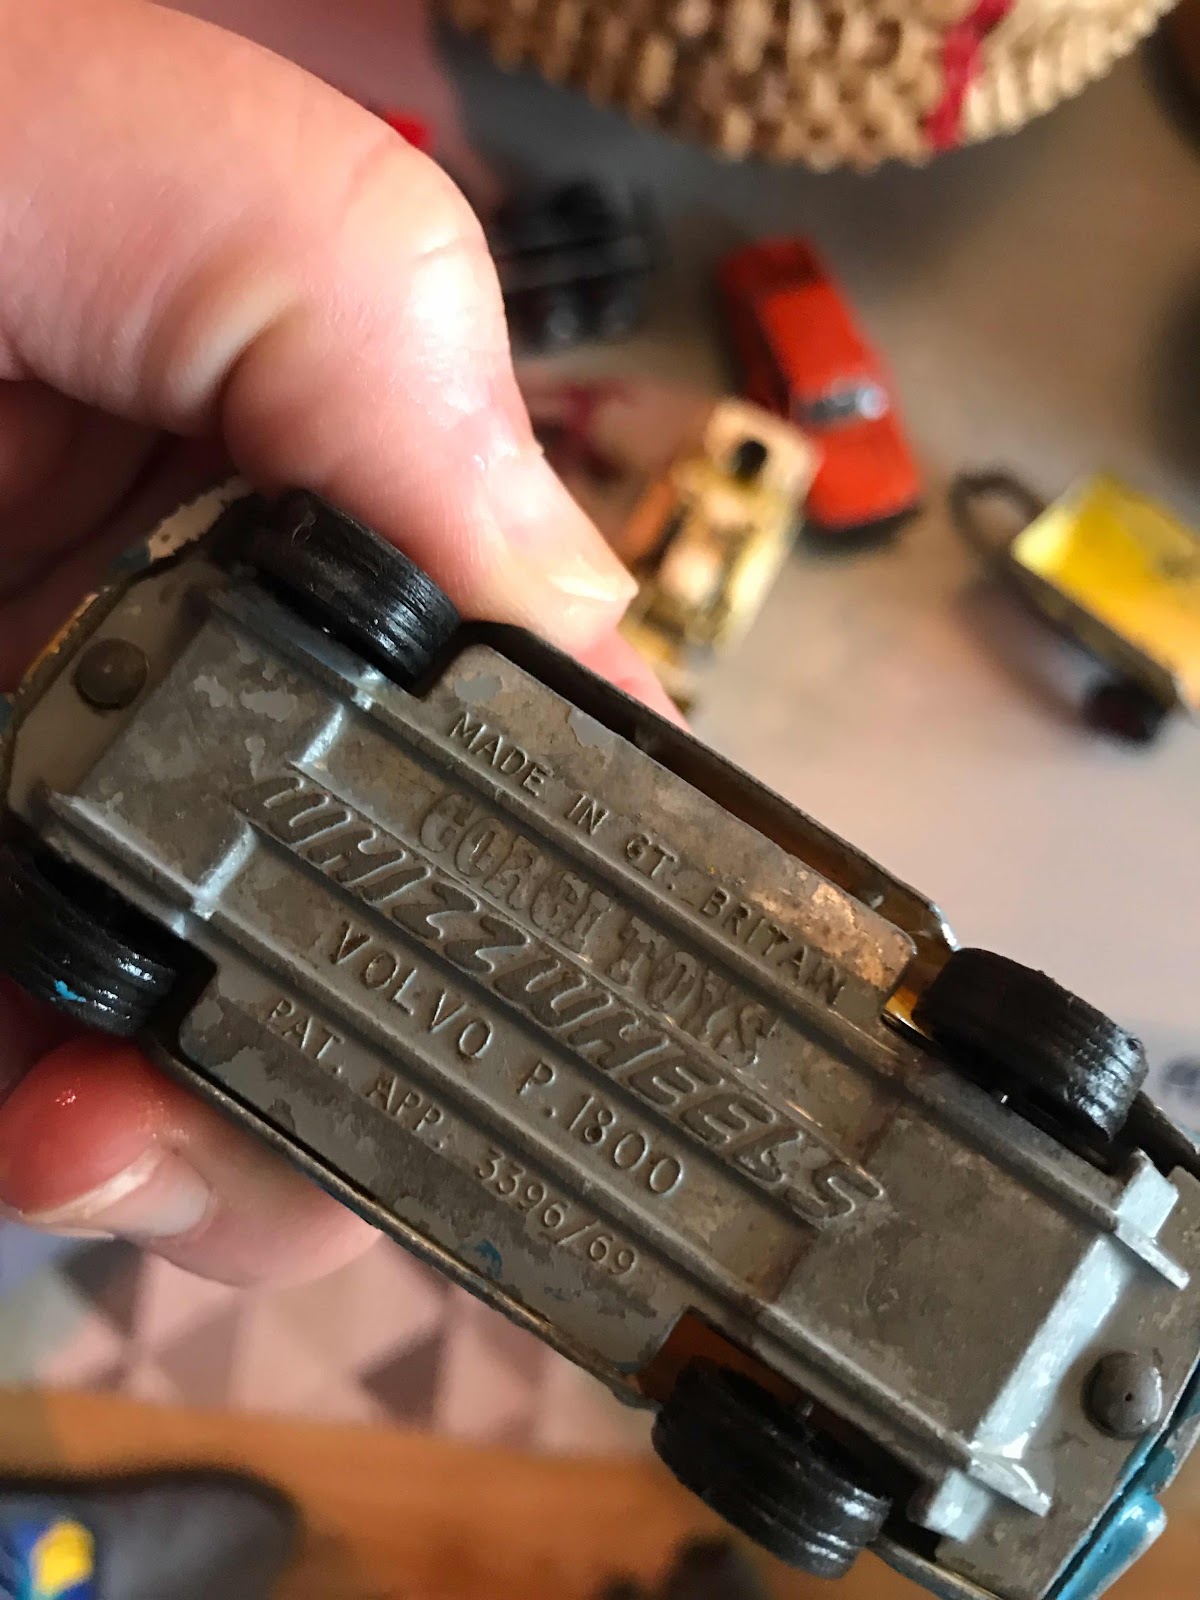 MADE IN GT. BRITAIN
CORGI TOYS
WHIZZWHEELS
VOLVO P.1800
PAT. APP. 3396/69